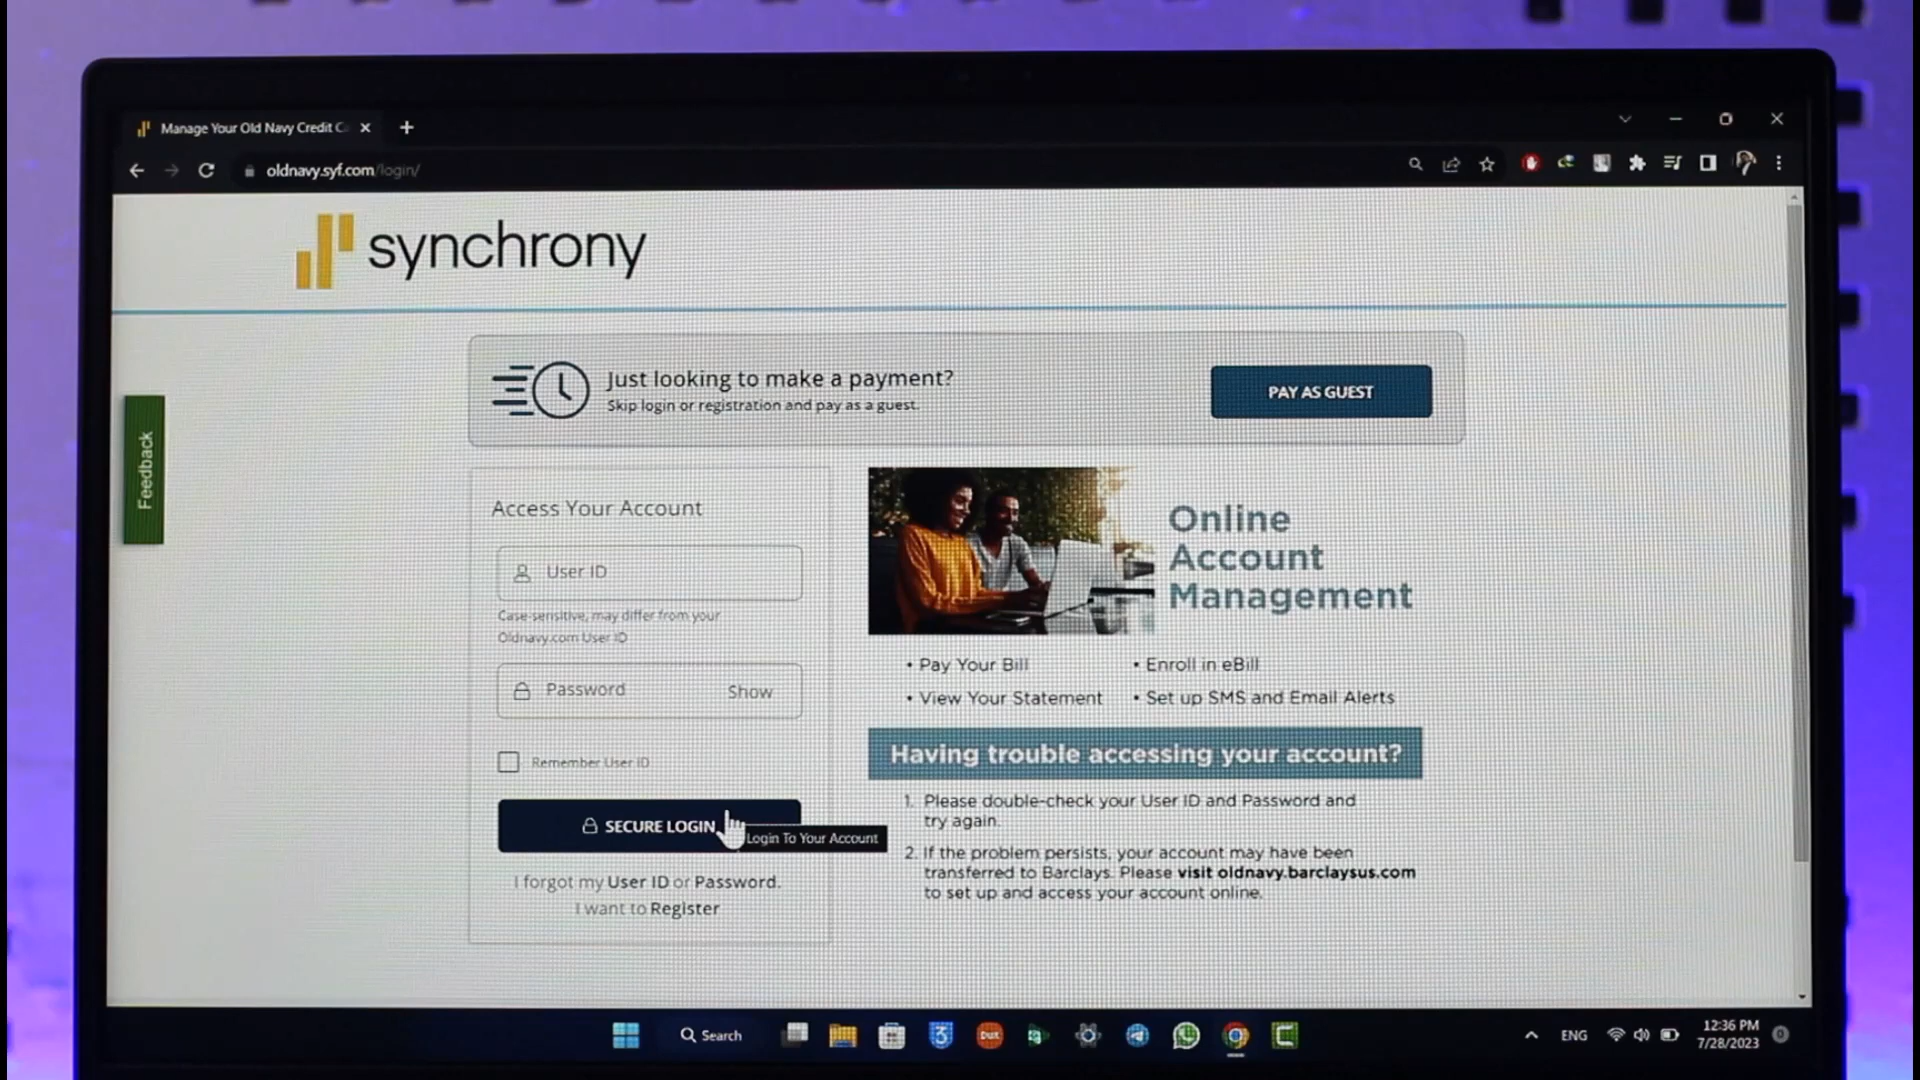 Manage Your Old Navy Credit C
oldnavy.syf.com/login/
synchrony
Just looking to make a payment?
Skip login or registration and pay as a guest.
PAY AS GUEST
Feedback
Access Your Account
User ID
Case-sensitive, may differ from your
Oldnavy.com User ID
Password
Show
Remember User ID
SECURE LOGIN
Login To Your Account
I forgot my User ID or Password.
I want to Register
Online
Account
Management
• Pay Your Bill
• Enroll in eBill
• View Your Statement
• Set up SMS and Email Alerts
Having trouble accessing your account?
1. Please double-check your User ID and Password and
try again.
2. If the problem persists, your account may have been
transferred to Barclays. Please visit oldnavy.barclaysus.com
to set up and access your account online.
Search
3
ENG
12:36 PM
7/28/2023